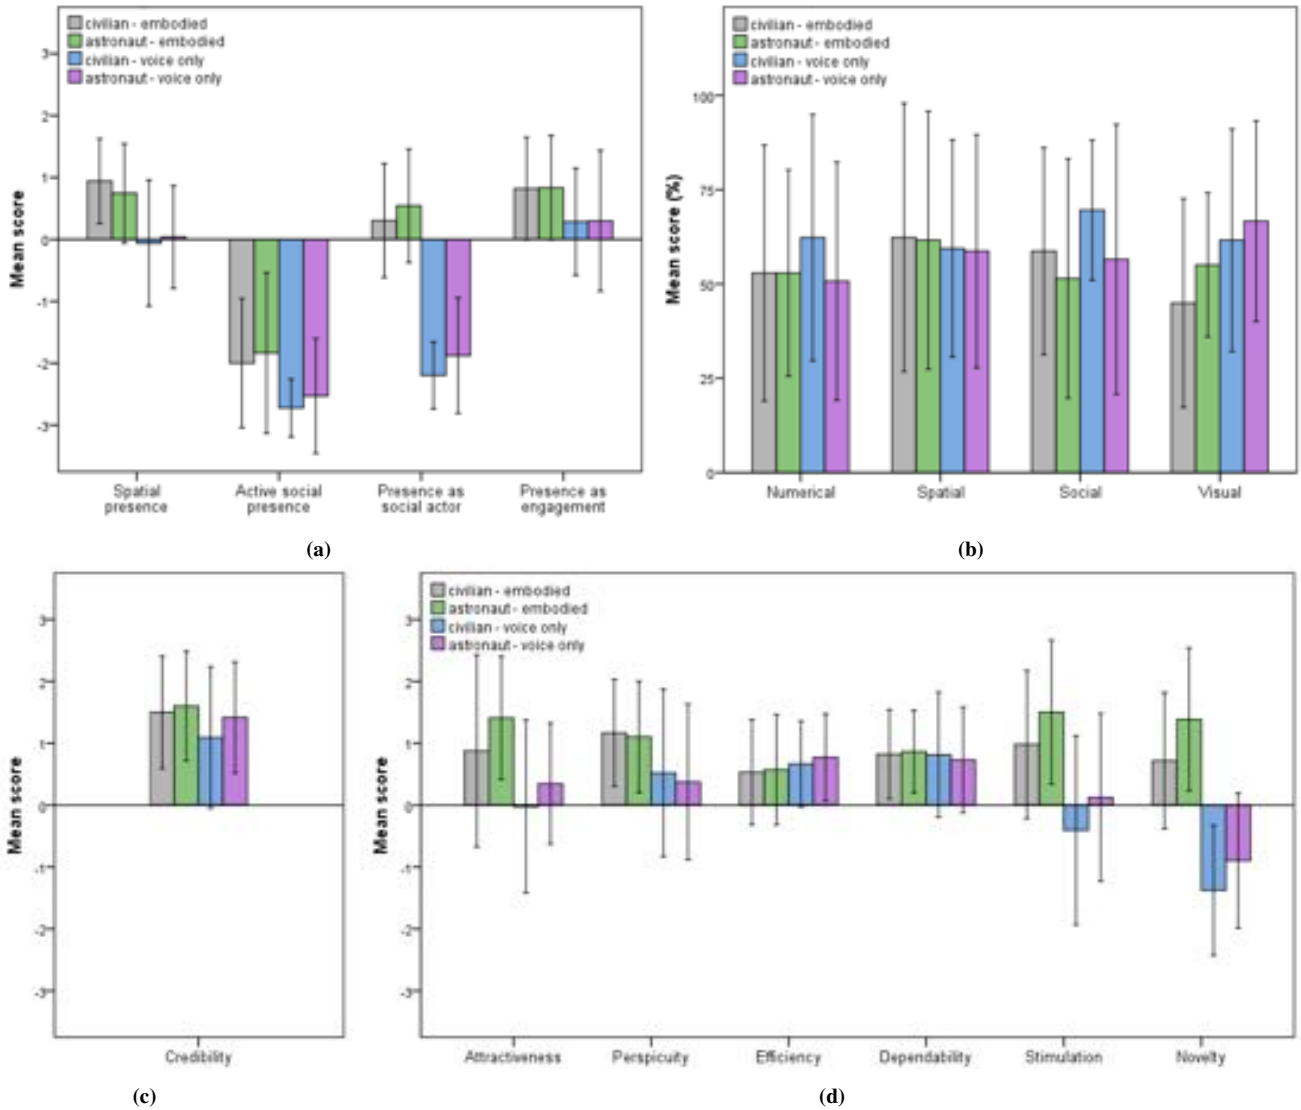 civilian - embodied
astronaut - embodied
civilian - voice only
astronaut - voice only
3
2
1
0
-1
-2
-3
Mean score
Spatial presence
Active social presence
Presence as social actor
Presence as engagement
(a)
civilian - embodied
astronaut - embodied
civilian - voice only
astronaut - voice only
100
75
50
25
0
Mean score (%)
Numerical
Spatial
Social
Visual
(b)
3
2
1
0
-1
-2
-3
Mean score
Credibility
(c)
civilian - embodied
astronaut - embodied
civilian - voice only
astronaut - voice only
3
2
1
0
-1
-2
-3
Mean score
Attractiveness
Perspicuity
Efficiency
Dependability
Stimulation
Novelty
(d)